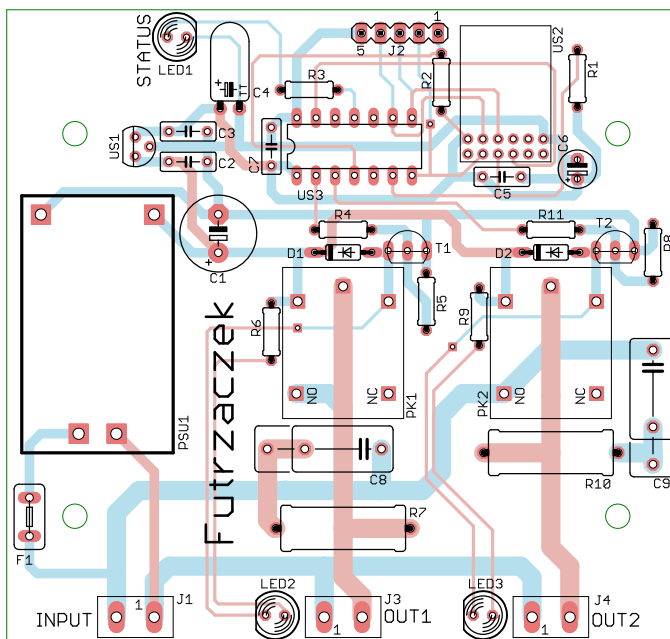 STATUS
LED1
+
T1
C4
R3
5
J2
1
R2
US2
R1
US1
C3
C2
C7
US3
C5
C6
+
C1
+
R4
D1
T1
R11
D2
T2
R8
R6
R5
R9
PSU1
Futrzaczek
NO
NC
PK1
NO
NC
PK2
C8
R10
C9
R7
F1
INPUT
1
J1
LED2
1
J3
OUT1
LED3
1
J4
OUT2